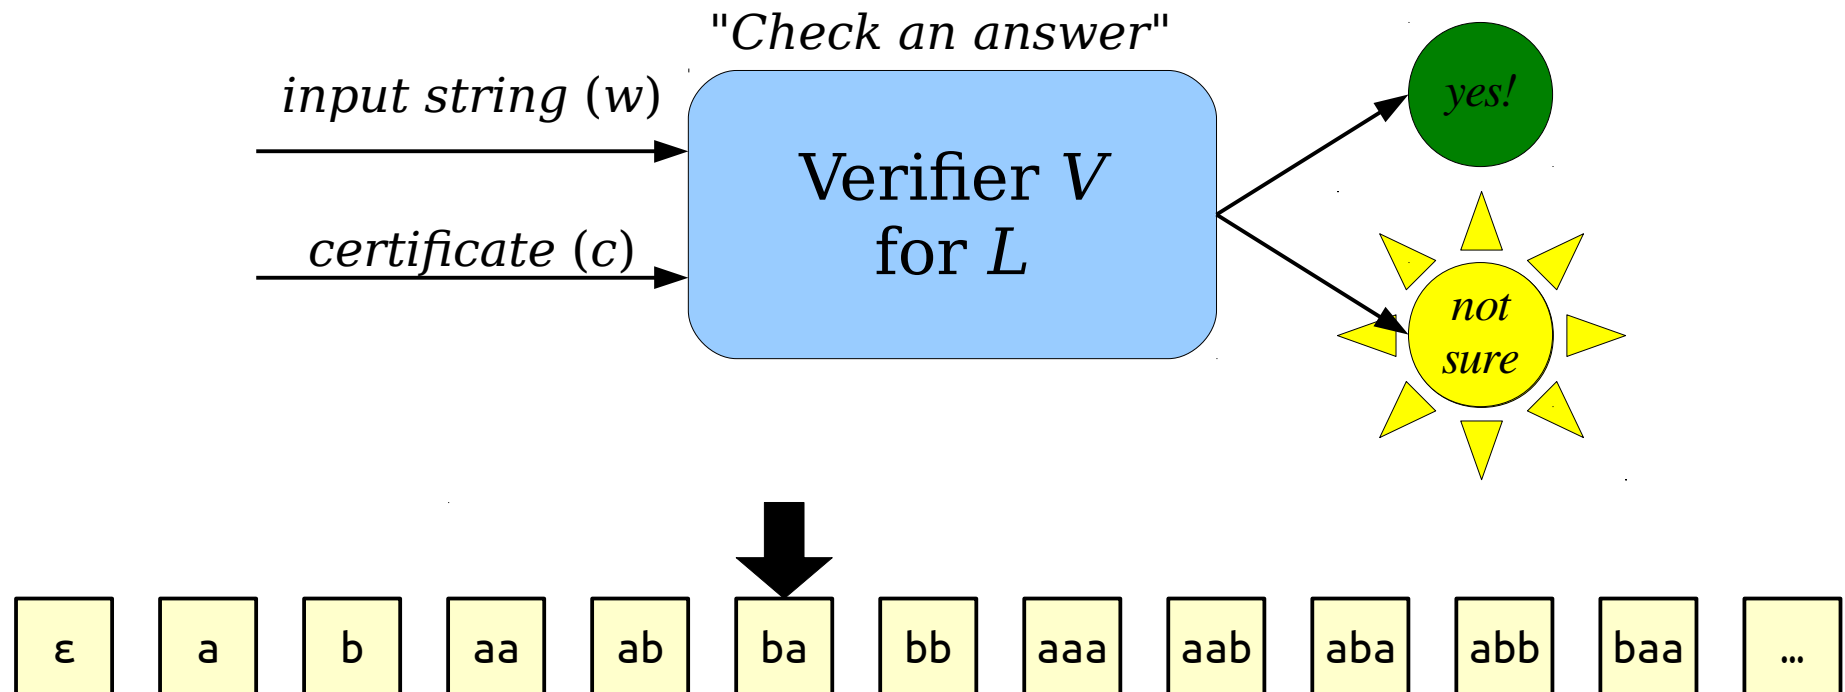 "Check an answer"
input string (w)
certificate (c)
Verifier V
for L
yes!
not
sure
ε a b aa ab ba bb aaa aab aba abb baa …